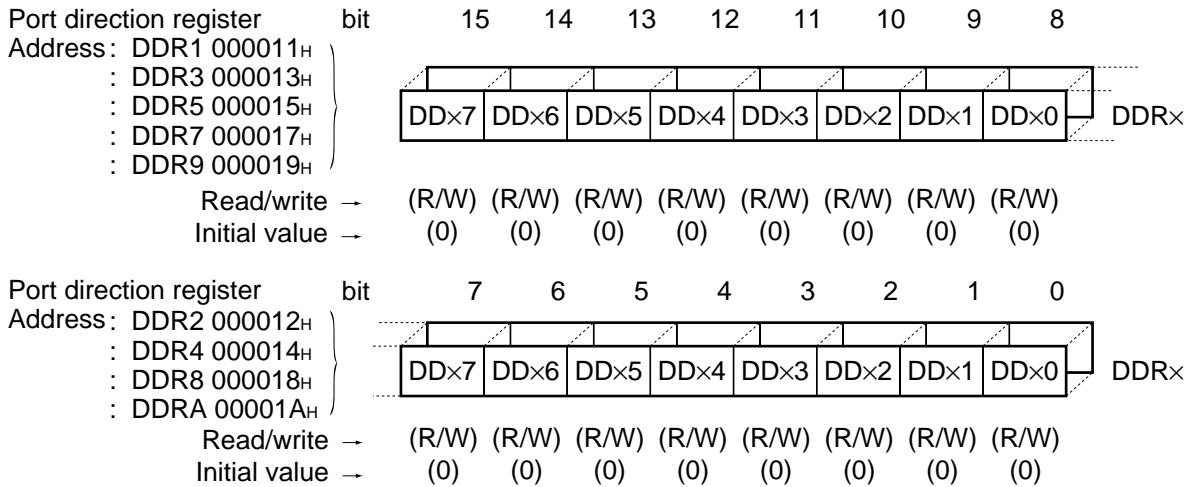 Port direction register bit 15 14 13 12 11 10 9 8
Address : DDR1 000011H
: DDR3 000013H
: DDR5 000015H
: DDR7 000017H
: DDR9 000019H
DD×7 DD×6 DD×5 DD×4 DD×3 DD×2 DD×1 DD×0 DDR×
Read/write → (R/W) (R/W) (R/W) (R/W) (R/W) (R/W) (R/W) (R/W)
Initial value → (0) (0) (0) (0) (0) (0) (0) (0)
Port direction register bit 7 6 5 4 3 2 1 0
Address : DDR2 000012H
: DDR4 000014H
: DDR8 000018H
: DDRA 00001AH
DD×7 DD×6 DD×5 DD×4 DD×3 DD×2 DD×1 DD×0 DDR×
Read/write → (R/W) (R/W) (R/W) (R/W) (R/W) (R/W) (R/W) (R/W)
Initial value → (0) (0) (0) (0) (0) (0) (0) (0)